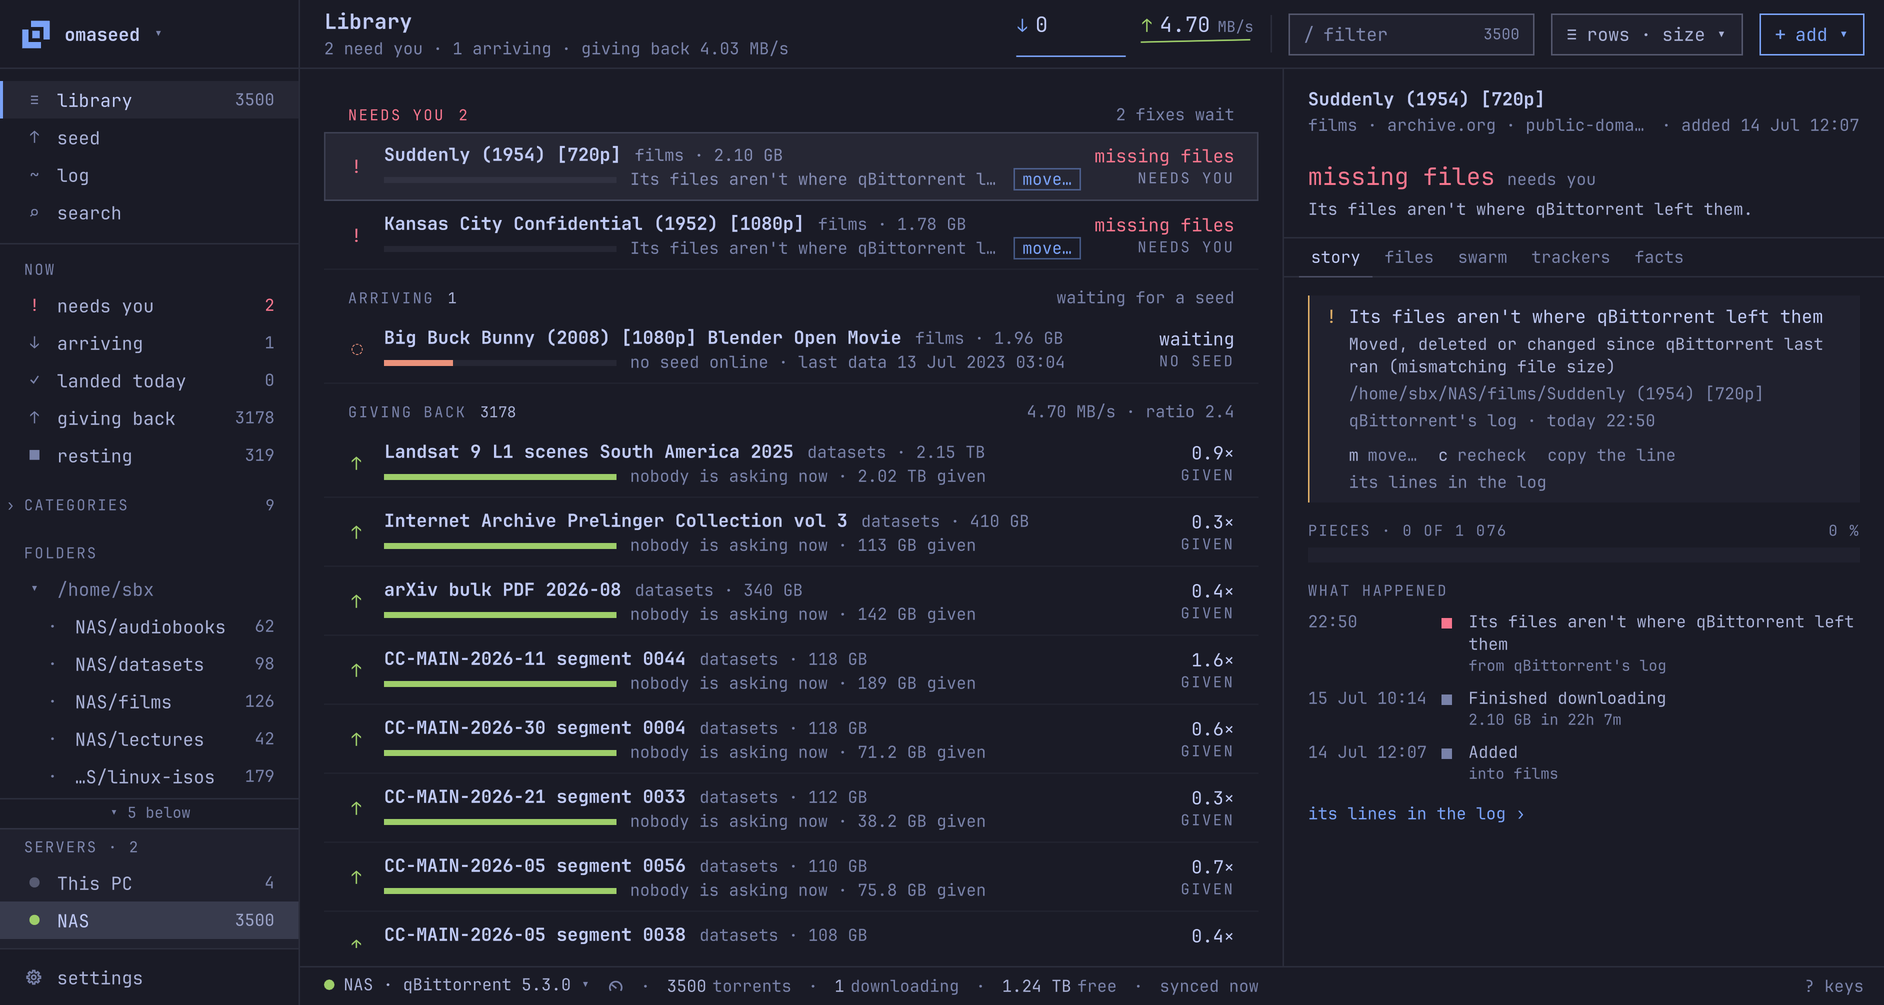 omaseed ▾
Library
2 need you · 1 arriving · giving back 4.03 MB/s
↓ 0
↑ 4.70 MB/s
/ filter 3500
≡ rows · size ▾
+ add ▾
≡ library 3500
↑ seed
~ log
search
NOW
! needs you 2
↓ arriving 1
✓ landed today 0
↑ giving back 3178
■ resting 319
› CATEGORIES 9
FOLDERS
▾ /home/sbx
· NAS/audiobooks 62
· NAS/datasets 98
· NAS/films 126
· NAS/lectures 42
· …S/linux-isos 179
▾ 5 below
SERVERS · 2
This PC 4
NAS 3500
settings
NEEDS YOU 2 2 fixes wait
! Suddenly (1954) [720p] films · 2.10 GB missing files
Its files aren't where qBittorrent l… move… NEEDS YOU
! Kansas City Confidential (1952) [1080p] films · 1.78 GB missing files
Its files aren't where qBittorrent l… move… NEEDS YOU
ARRIVING 1 waiting for a seed
Big Buck Bunny (2008) [1080p] Blender Open Movie films · 1.96 GB waiting
no seed online · last data 13 Jul 2023 03:04 NO SEED
GIVING BACK 3178 4.70 MB/s · ratio 2.4
↑ Landsat 9 L1 scenes South America 2025 datasets · 2.15 TB 0.9×
nobody is asking now · 2.02 TB given GIVEN
↑ Internet Archive Prelinger Collection vol 3 datasets · 410 GB 0.3×
nobody is asking now · 113 GB given GIVEN
↑ arXiv bulk PDF 2026-08 datasets · 340 GB 0.4×
nobody is asking now · 142 GB given GIVEN
↑ CC-MAIN-2026-11 segment 0044 datasets · 118 GB 1.6×
nobody is asking now · 189 GB given GIVEN
↑ CC-MAIN-2026-30 segment 0004 datasets · 118 GB 0.6×
nobody is asking now · 71.2 GB given GIVEN
↑ CC-MAIN-2026-21 segment 0033 datasets · 112 GB 0.3×
nobody is asking now · 38.2 GB given GIVEN
↑ CC-MAIN-2026-05 segment 0056 datasets · 110 GB 0.7×
nobody is asking now · 75.8 GB given GIVEN
↑ CC-MAIN-2026-05 segment 0038 datasets · 108 GB 0.4×
Suddenly (1954) [720p]
films · archive.org · public-doma… · added 14 Jul 12:07
missing files needs you
Its files aren't where qBittorrent left them.
story files swarm trackers facts
! Its files aren't where qBittorrent left them
Moved, deleted or changed since qBittorrent last
ran (mismatching file size)
/home/sbx/NAS/films/Suddenly (1954) [720p]
qBittorrent's log · today 22:50
m move… c recheck copy the line
its lines in the log
PIECES · 0 OF 1 076 0 %
WHAT HAPPENED
22:50 Its files aren't where qBittorrent left
them
from qBittorrent's log
15 Jul 10:14 Finished downloading
2.10 GB in 22h 7m
14 Jul 12:07 Added
into films
its lines in the log ›
NAS · qBittorrent 5.3.0 ▾ · 3500 torrents · 1 downloading · 1.24 TB free · synced now
? keys